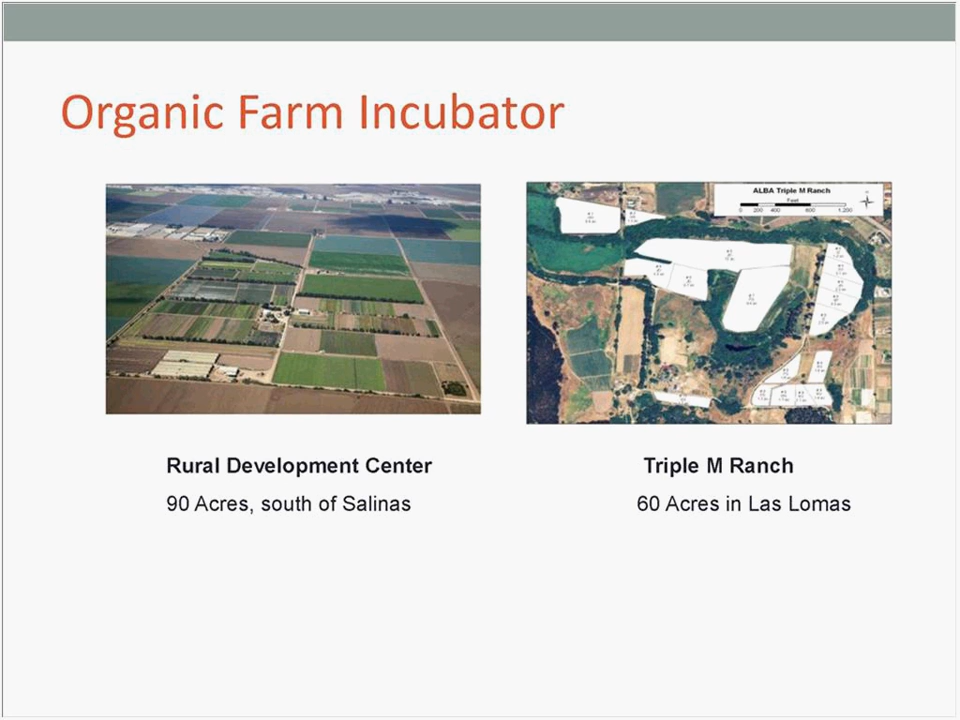 Organic Farm Incubator
ALBA Triple M Ranch
Feet
0 200 400 800 1,200
Rural Development Center
Triple M Ranch
90 Acres, south of Salinas
60 Acres in Las Lomas